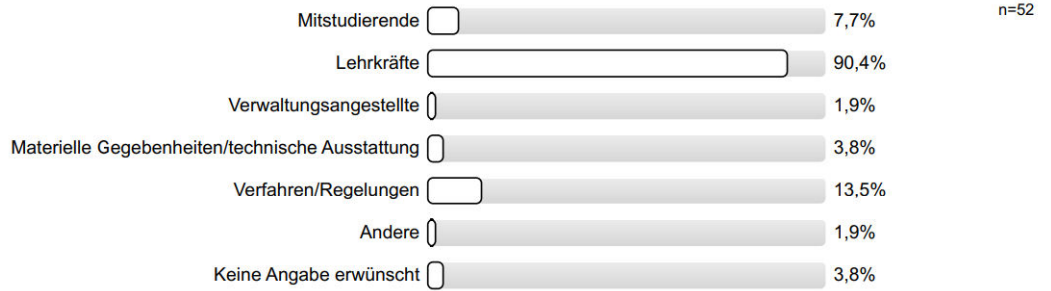 n=52
Mitstudierende 7,7%
Lehrkräfte 90,4%
Verwaltungsangestellte 1,9%
Materielle Gegebenheiten/technische Ausstattung 3,8%
Verfahren/Regelungen 13,5%
Andere 1,9%
Keine Angabe erwünscht 3,8%